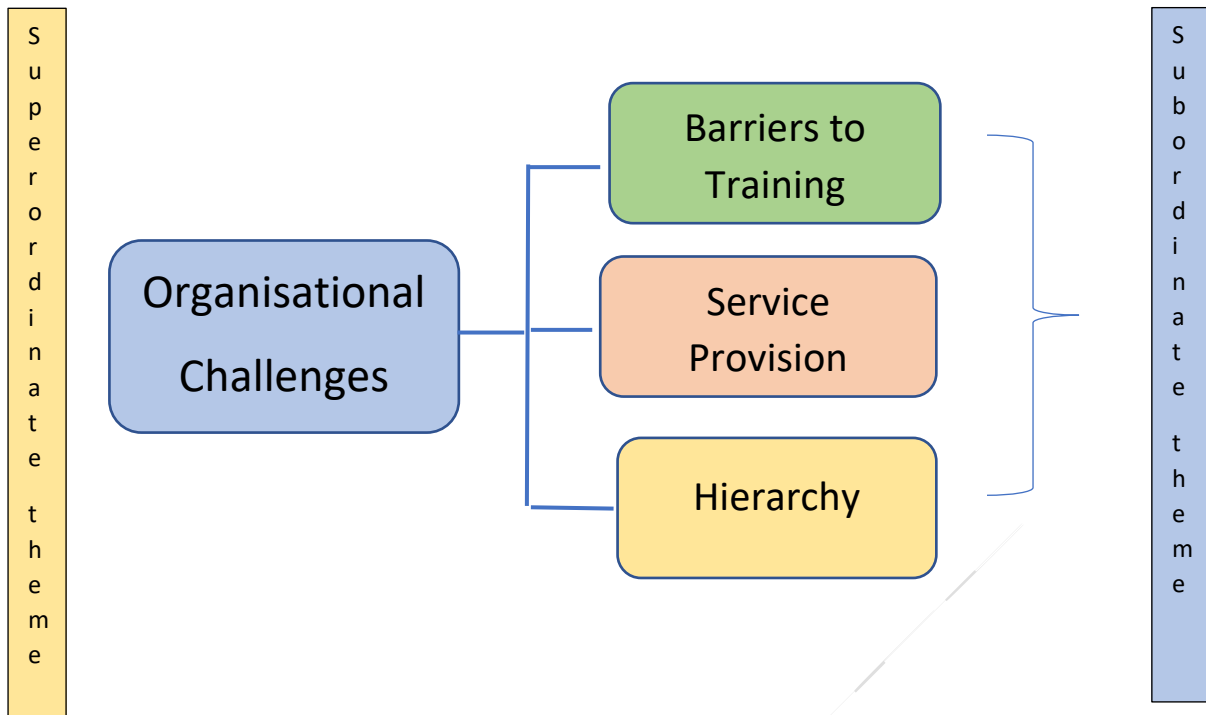 Superordinate theme
Organisational
Challenges
Barriers to
Training
Service
Provision
Hierarchy
Subordinate theme